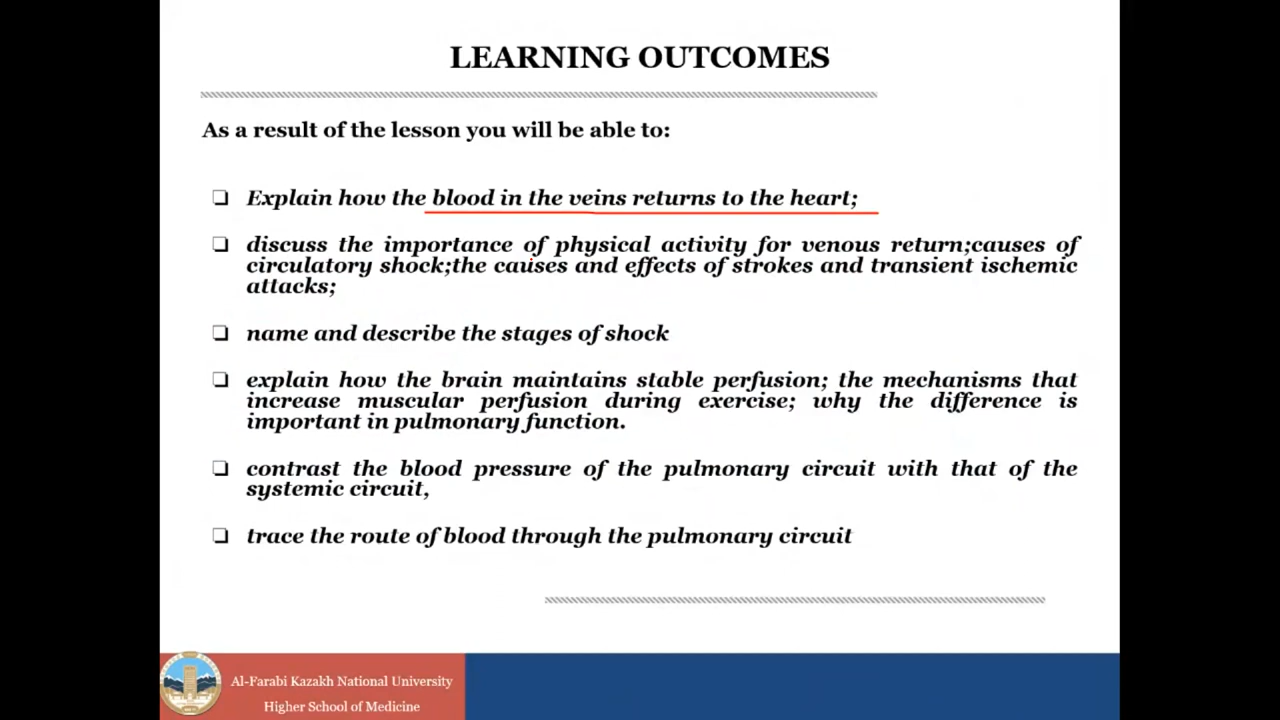 LEARNING OUTCOMES
As a result of the lesson you will be able to:
❑ Explain how the blood in the veins returns to the heart;
❑ discuss the importance of physical activity for venous return;causes of
circulatory shock;the causes and effects of strokes and transient ischemic
attacks;
❑ name and describe the stages of shock
❑ explain how the brain maintains stable perfusion; the mechanisms that
increase muscular perfusion during exercise; why the difference is
important in pulmonary function.
❑ contrast the blood pressure of the pulmonary circuit with that of the
systemic circuit,
❑ trace the route of blood through the pulmonary circuit
Al-Farabi Kazakh National University
Higher School of Medicine